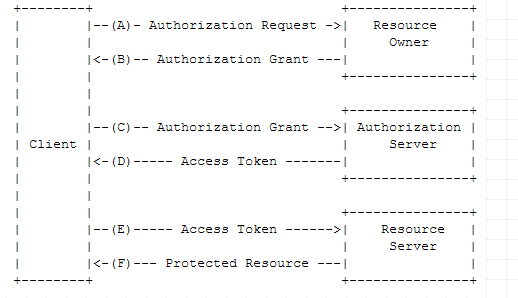 +--------+                               +---------------+
|        |--(A)- Authorization Request ->|   Resource    |
|        |                               |     Owner     |
|        |<-(B)-- Authorization Grant ---|               |
|        |                               +---------------+
|        |
|        |                               +---------------+
|        |--(C)-- Authorization Grant -->| Authorization |
| Client |                               |     Server    |
|        |<-(D)----- Access Token -------|               |
|        |                               +---------------+
|        |
|        |                               +---------------+
|        |--(E)----- Access Token ------>|    Resource   |
|        |                               |     Server    |
|        |<-(F)--- Protected Resource ---|               |
+--------+                               +---------------+